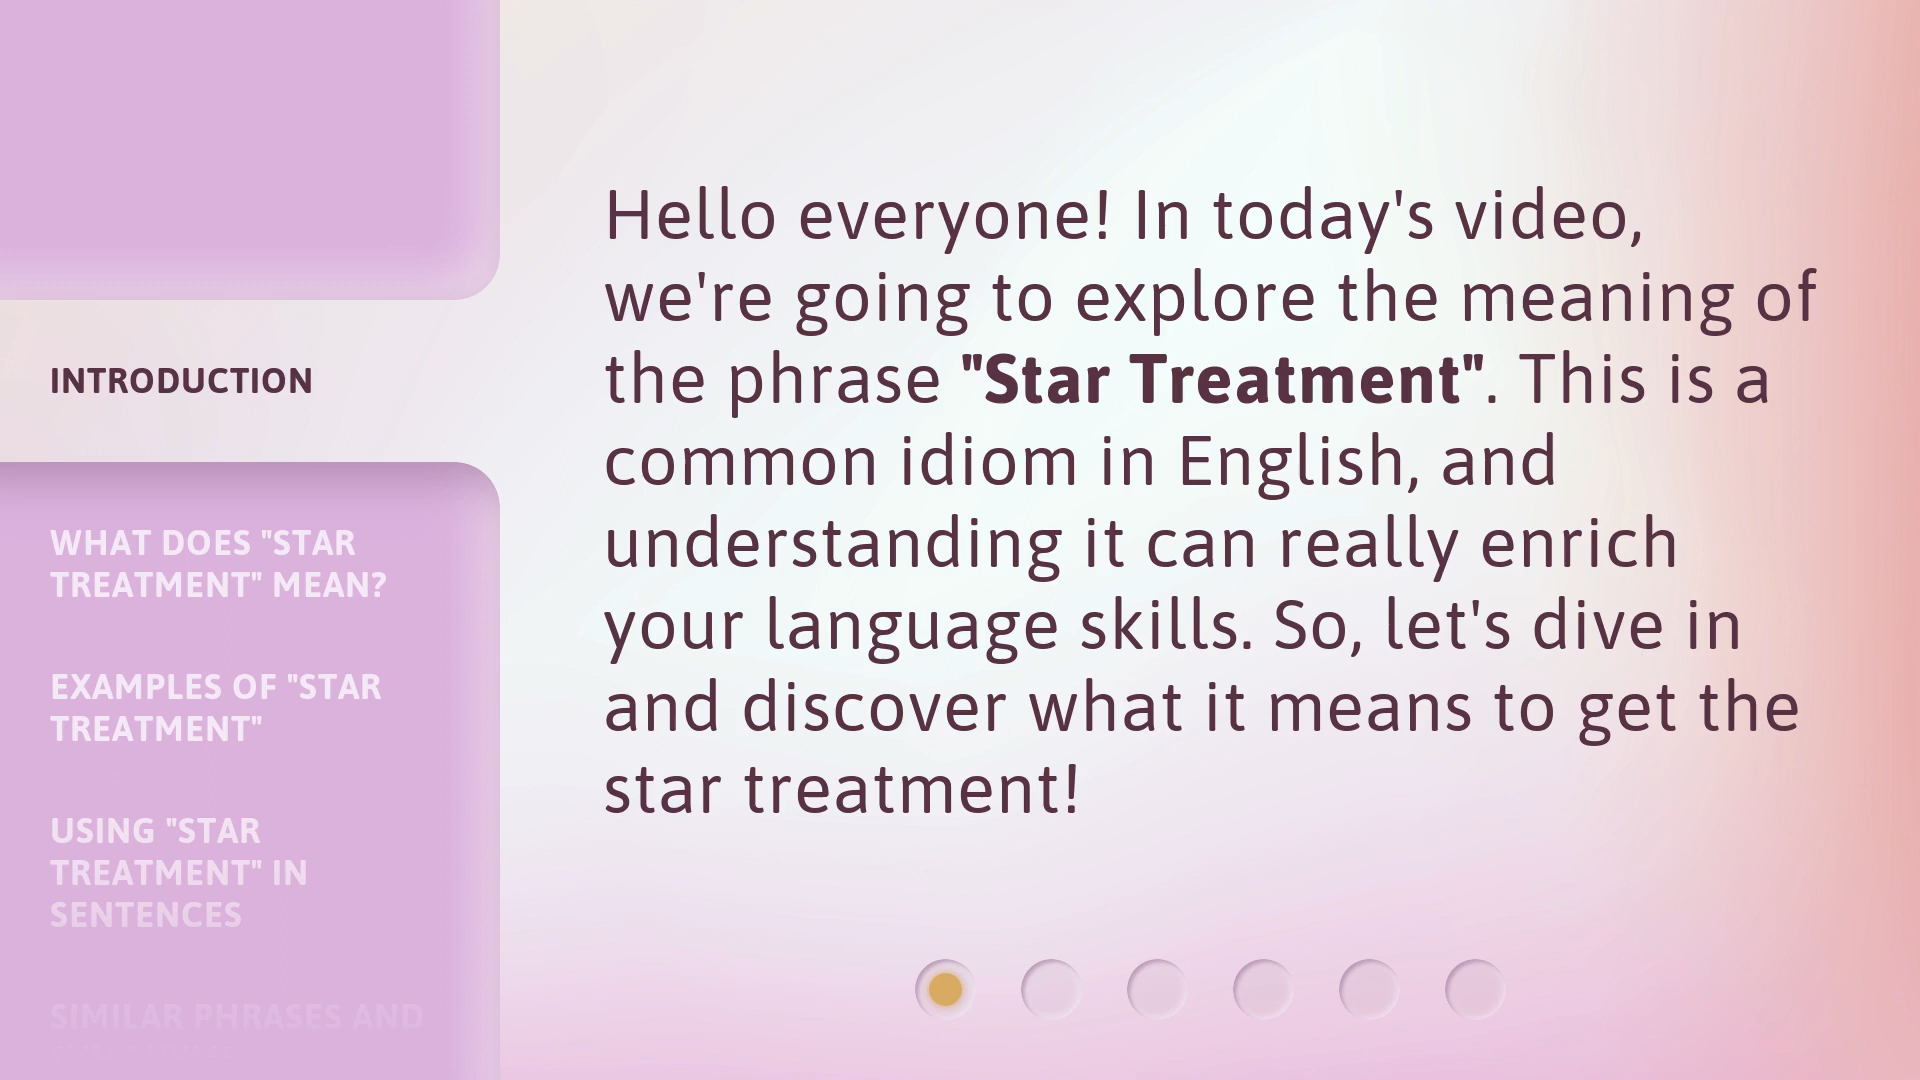 INTRODUCTION
WHAT DOES "STAR
TREATMENT" MEAN?
EXAMPLES OF "STAR
TREATMENT"
USING "STAR
TREATMENT" IN
SENTENCES
SIMILAR PHRASES AND
Hello everyone! In today's video,
we're going to explore the meaning of
the phrase "Star Treatment". This is a
common idiom in English, and
understanding it can really enrich
your language skills. So, let's dive in
and discover what it means to get the
star treatment!